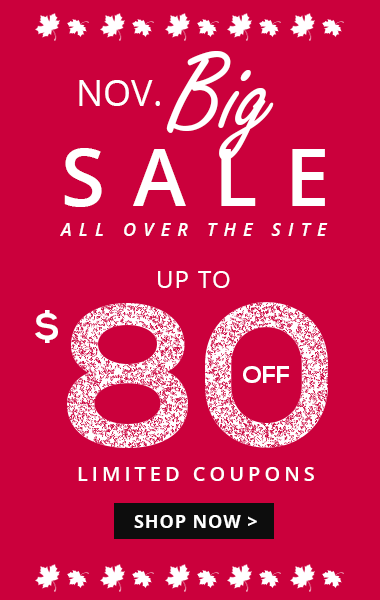 NOV. Big
SALE
ALL OVER THE SITE
UP TO
$80 OFF
LIMITED COUPONS
SHOP NOW >